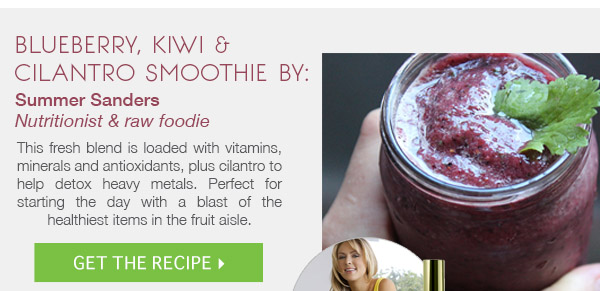 BLUEBERRY, KIWI &
CILANTRO SMOOTHIE BY:
Summer Sanders
Nutritionist & raw foodie
This fresh blend is loaded with vitamins,
minerals and antioxidants, plus cilantro to
help detox heavy metals. Perfect for
starting the day with a blast of the
healthiest items in the fruit aisle.
GET THE RECIPE